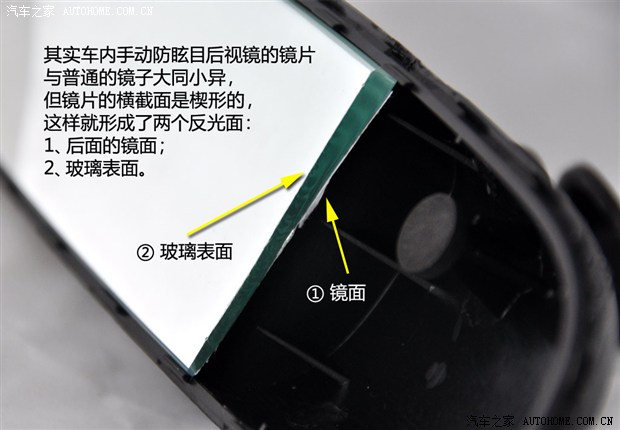 汽车之家 AUTOHOME.COM.CN
其实车内手动防眩目后视镜的镜片
与普通的镜子大同小异，
但镜片的横截面是楔形的，
这样就形成了两个反光面：
1、后面的镜面；
2、玻璃表面。
② 玻璃表面
① 镜面
汽车之家 AUTOHOME.COM.CN